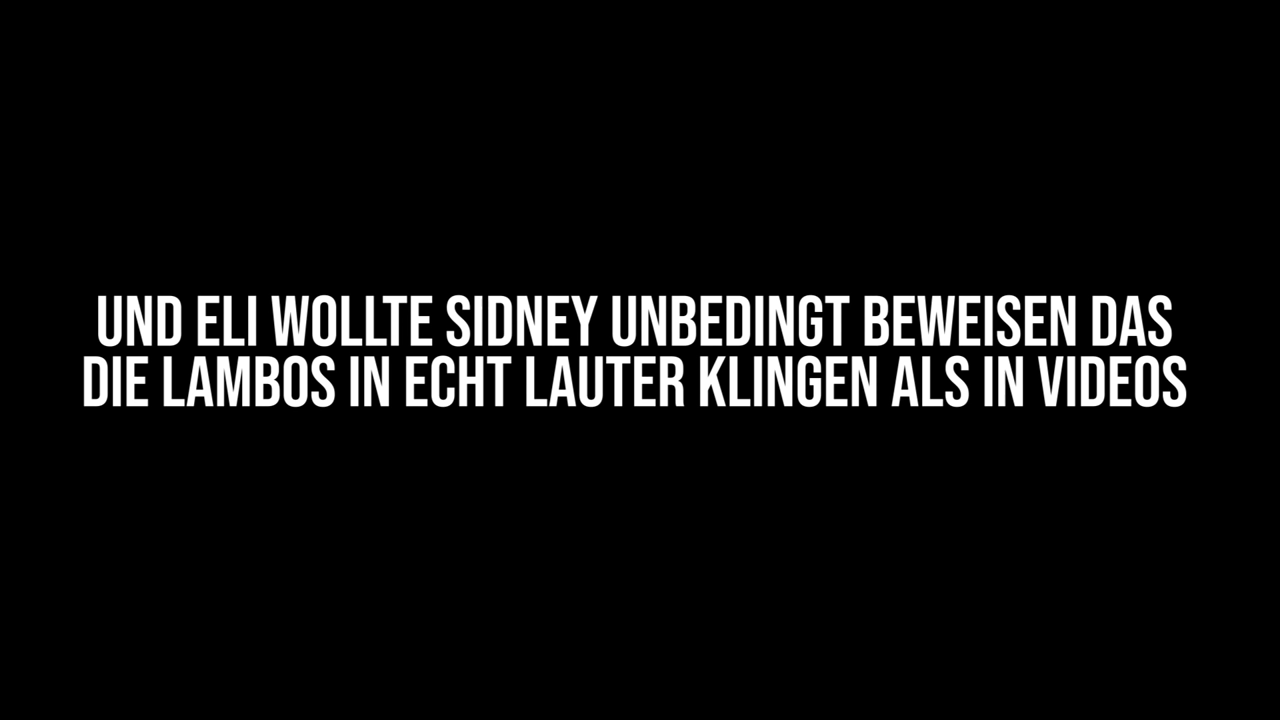 UND ELI WOLLTE SIDNEY UNBEDINGT BEWEISEN DAS
DIE LAMBOS IN ECHT LAUTER KLINGEN ALS IN VIDEOS